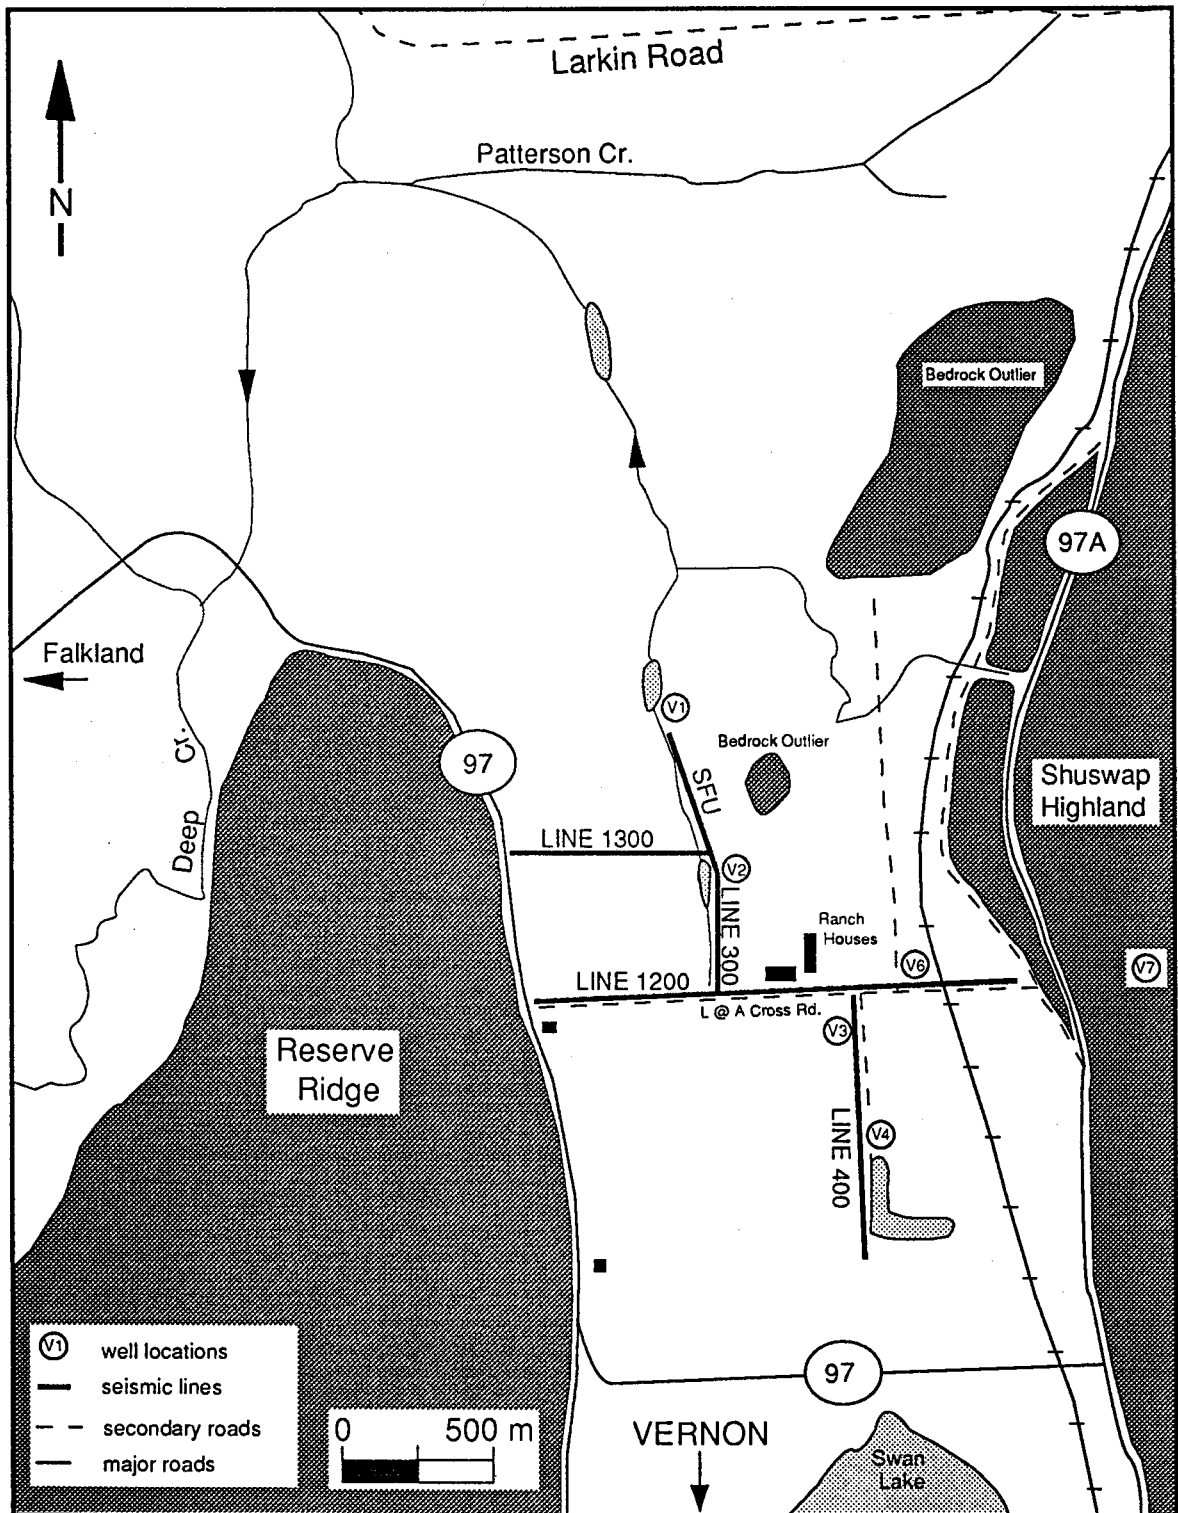 Larkin Road
N
Patterson Cr.
Bedrock Outlier
97A
Falkland
V1
Bedrock Outlier
Deep Cr.
97
SFU
Shuswap
Highland
LINE 1300
V2
LINE 300
Ranch
Houses
V6
V7
LINE 1200
L @ A Cross Rd.
V3
Reserve
Ridge
LINE 400
V4
V1 well locations
seismic lines
secondary roads
major roads
0 500 m
97
VERNON
Swan
Lake